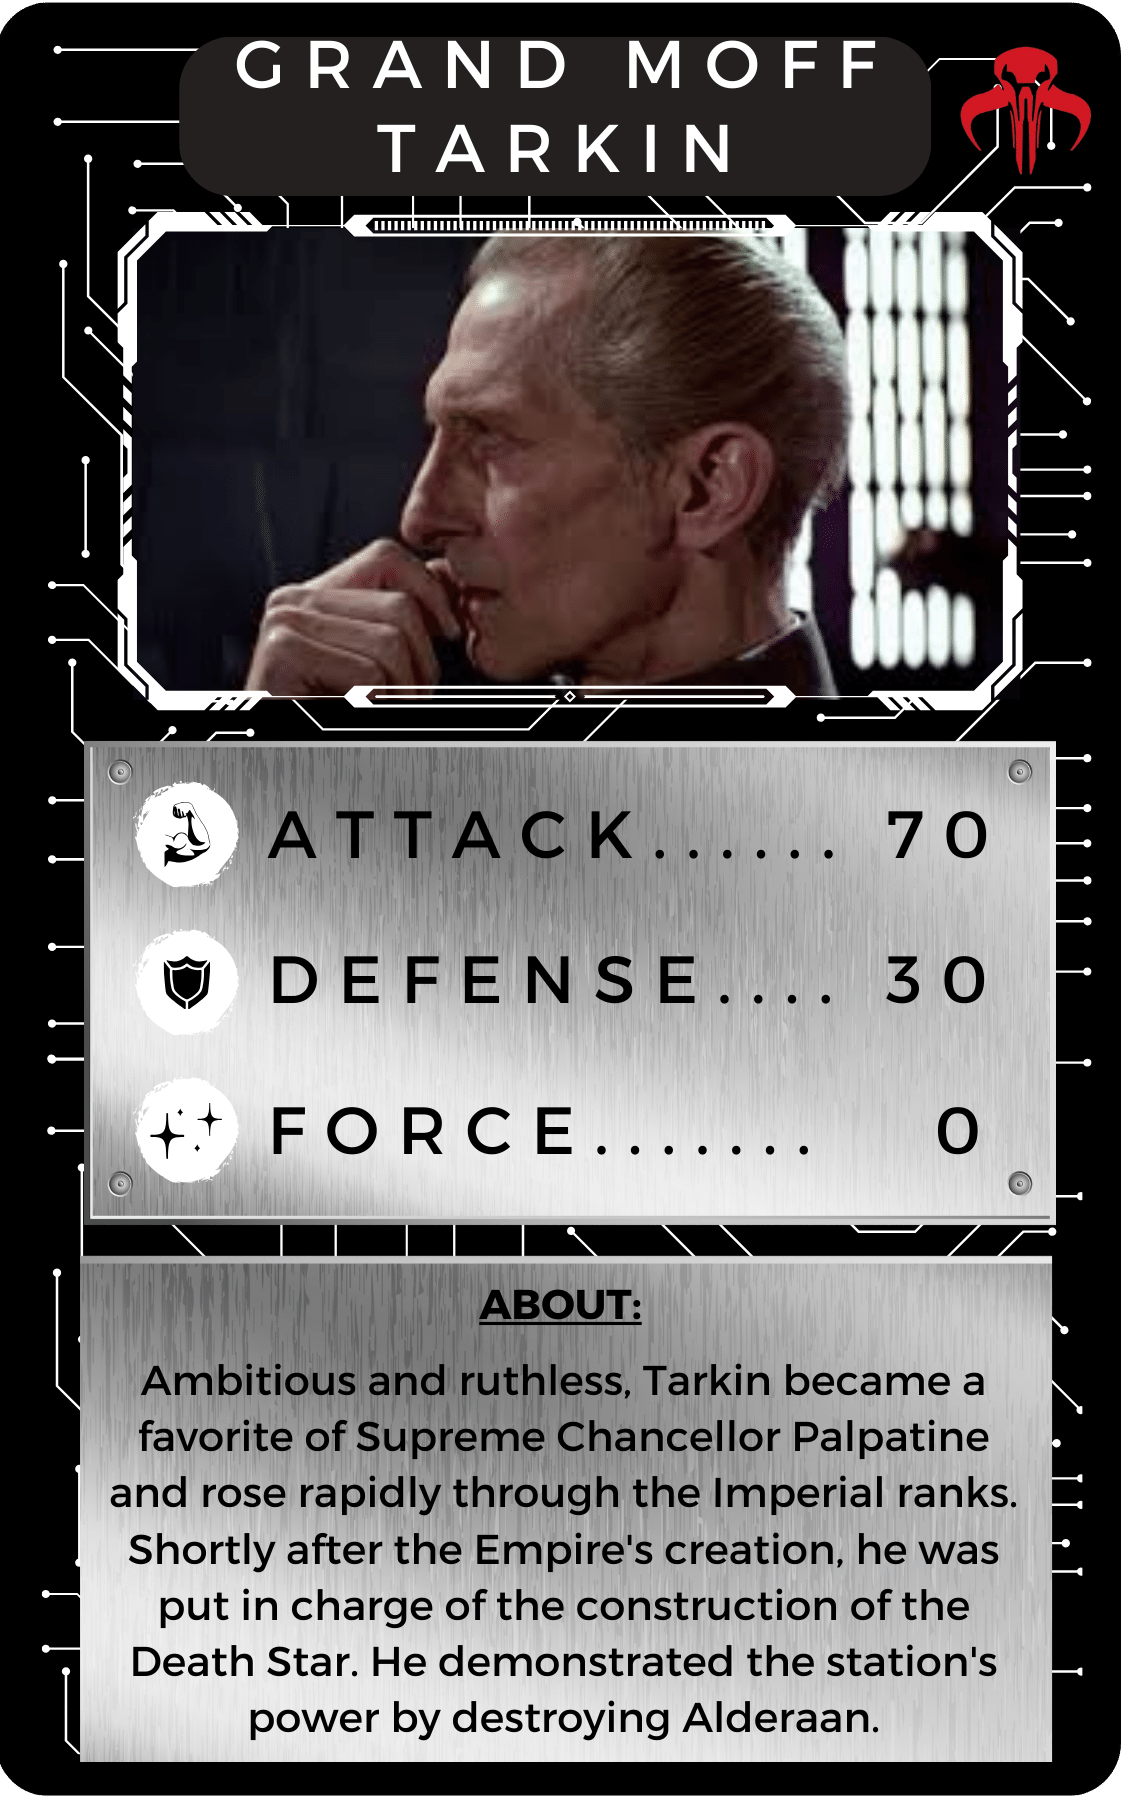 GRAND MOFF
TARKIN
ATTACK...... 70
DEFENSE.... 30
FORCE....... 0
ABOUT:
Ambitious and ruthless, Tarkin became a
favorite of Supreme Chancellor Palpatine
and rose rapidly through the Imperial ranks.
Shortly after the Empire's creation, he was
put in charge of the construction of the
Death Star. He demonstrated the station's
power by destroying Alderaan.